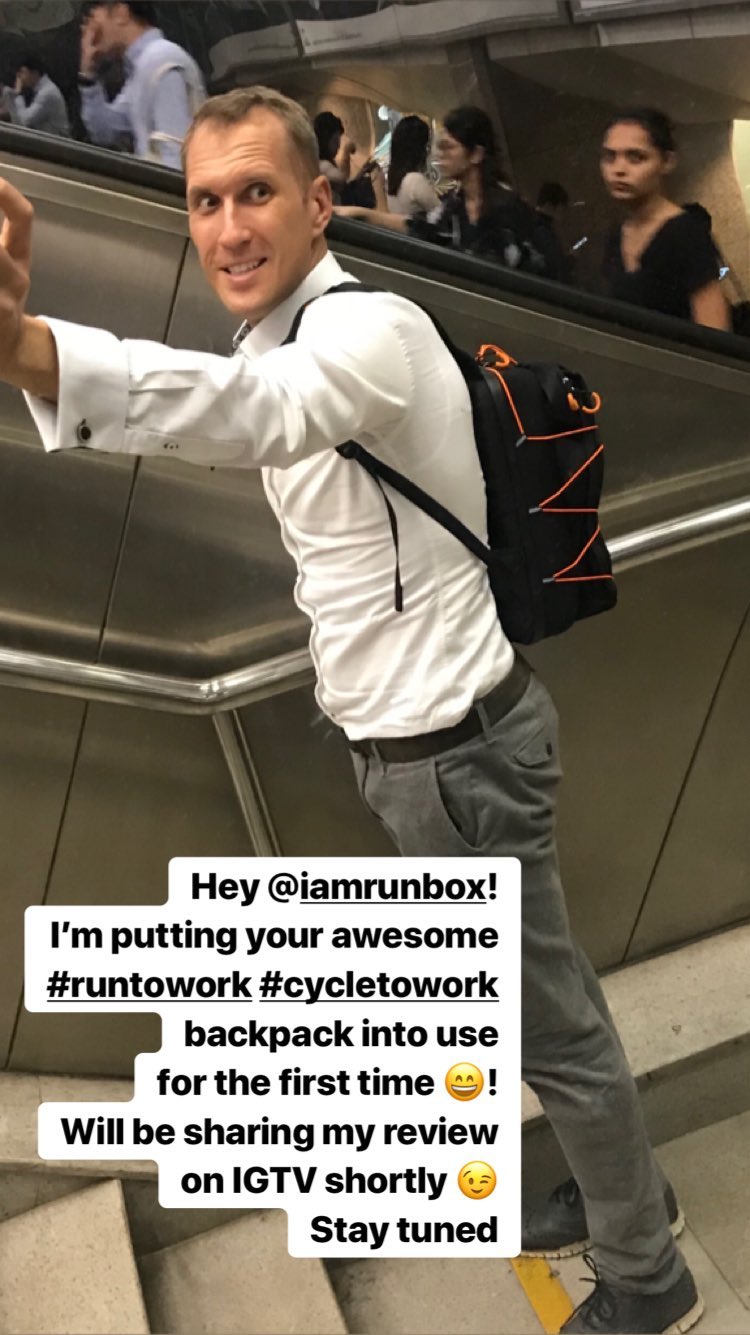 Hey @iamrunbox!
I’m putting your awesome
#runtowork #cycletowork
backpack into use
for the first time 😄!
Will be sharing my review
on IGTV shortly 😉
Stay tuned